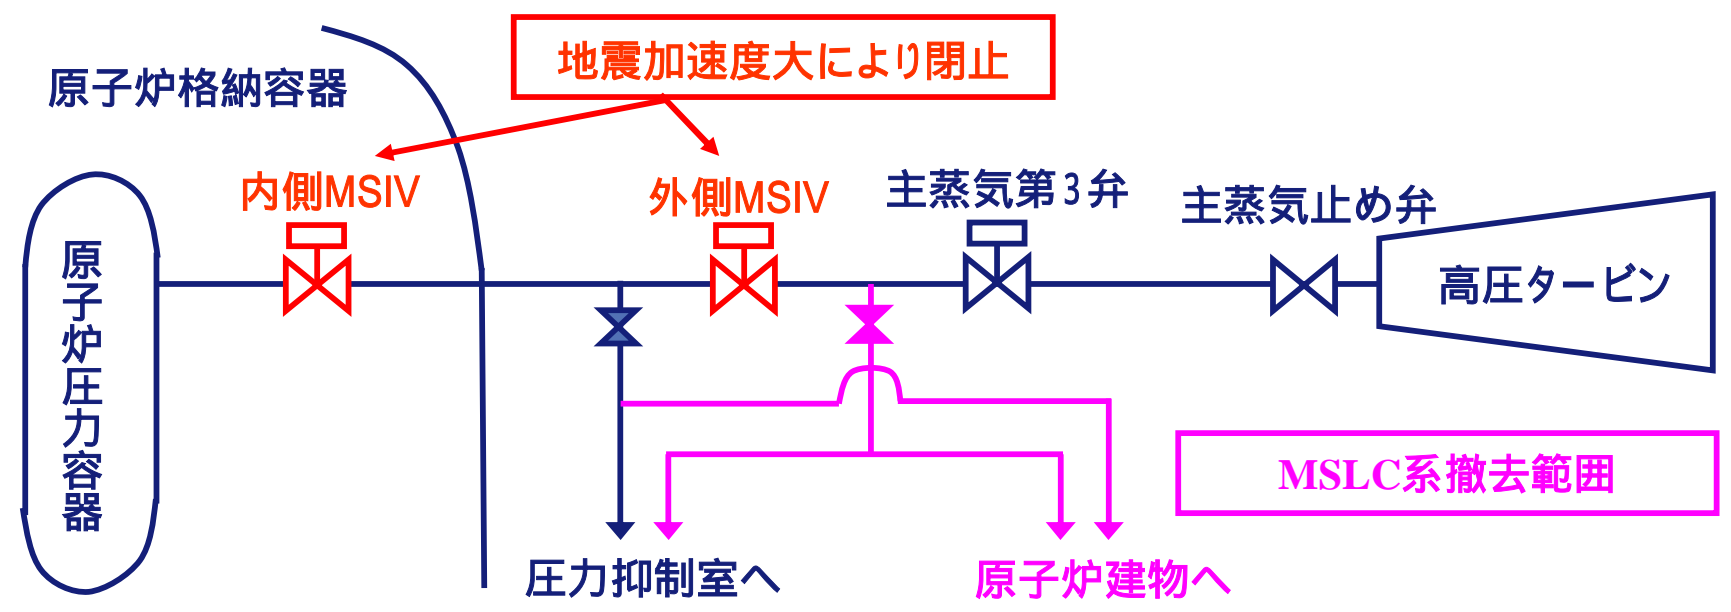 地震加速度大により閉止
原子炉格納容器
内側MSIV
外側MSIV
主蒸気第3弁
主蒸気止め弁
原子炉圧力容器
高圧タービン
MSLC系撤去範囲
圧力抑制室へ
原子炉建物へ